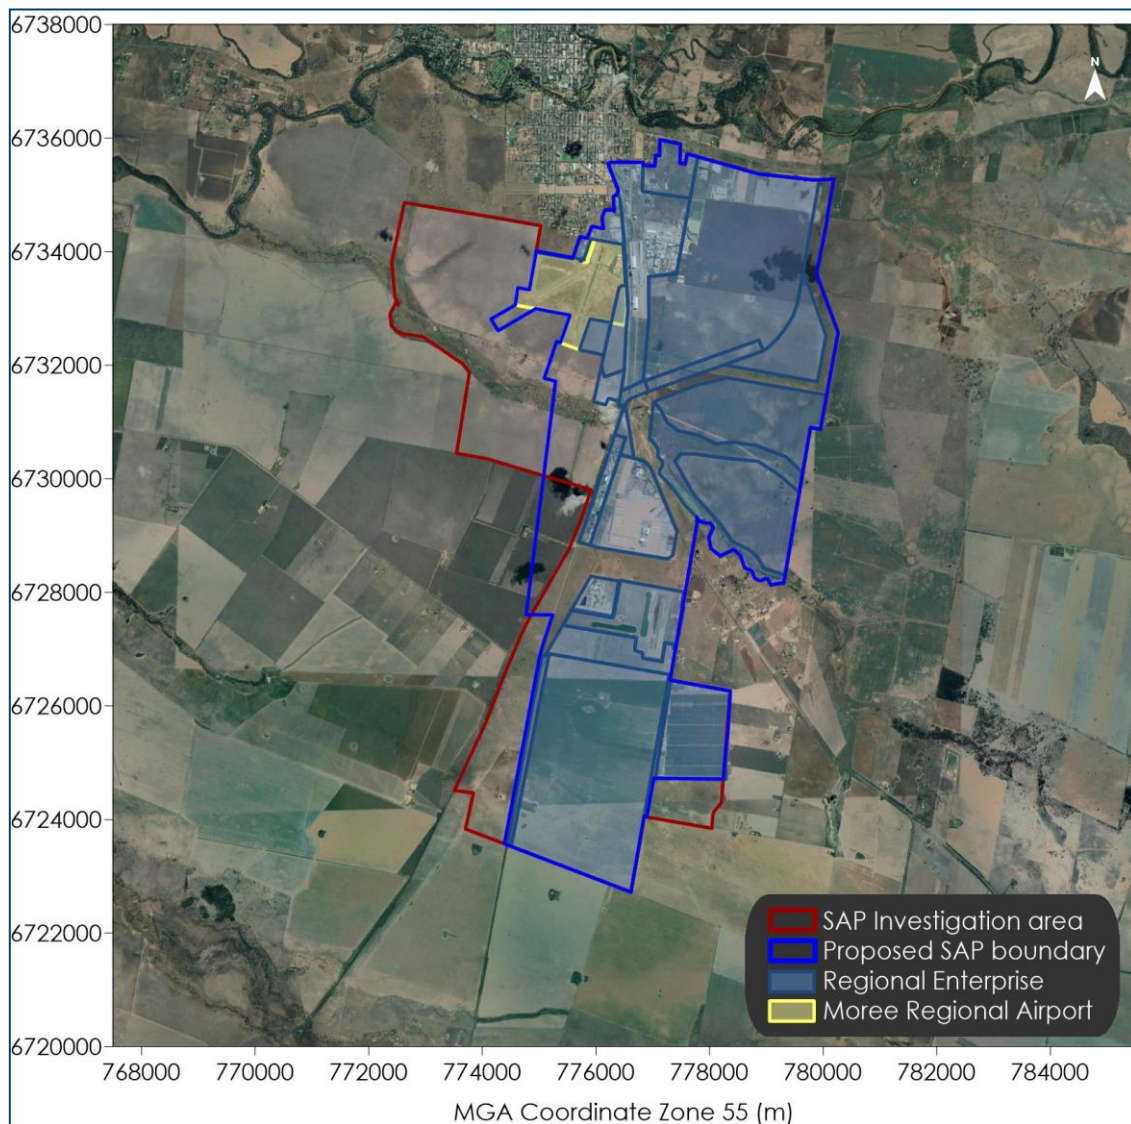 6738000
6736000
6734000
6732000
6730000
6728000
6726000
6724000
6722000
6720000
N
SAP Investigation area
Proposed SAP boundary
Regional Enterprise
Moree Regional Airport
768000 770000 772000 774000 776000 778000 780000 782000 784000
MGA Coordinate Zone 55 (m)